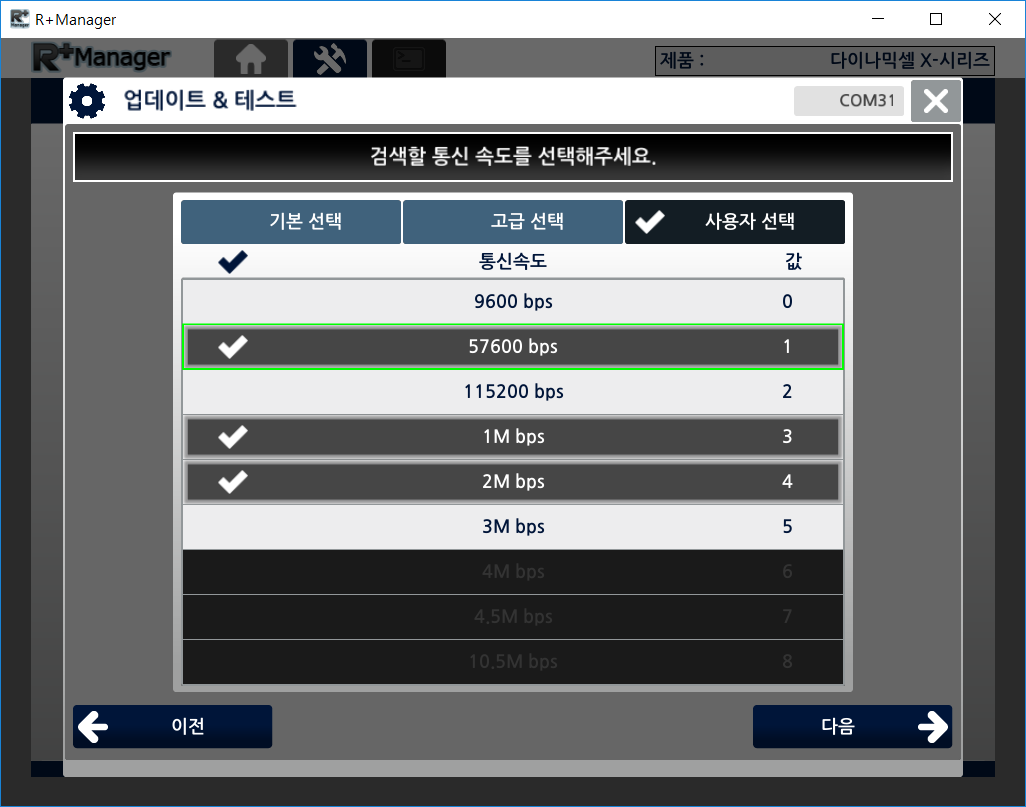 R+Manager
R+Manager
제품 : 다이나믹셀 X-시리즈
업데이트 & 테스트 COM31
검색할 통신 속도를 선택해주세요.
기본 선택 고급 선택 사용자 선택
통신속도 값
9600 bps 0
57600 bps 1
115200 bps 2
1M bps 3
2M bps 4
3M bps 5
4M bps 6
4.5M bps 7
10.5M bps 8
이전 다음